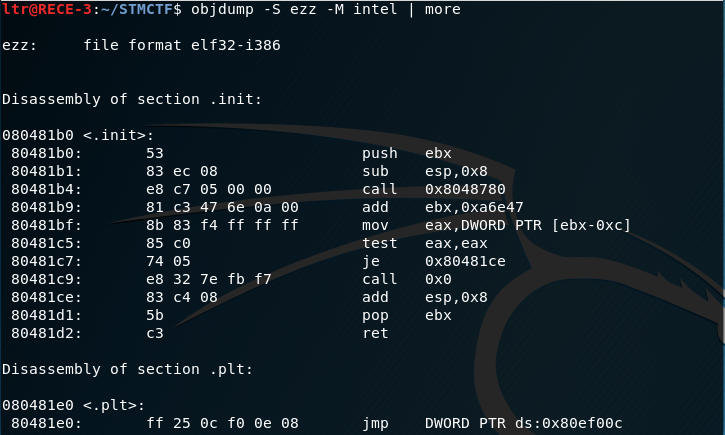 ltr@RECE-3:~/STMCTF$ objdump -S ezz -M intel | more
ezz:     file format elf32-i386
Disassembly of section .init:
080481b0 <.init>:
 80481b0:	53                   	push   ebx
 80481b1:	83 ec 08             	sub    esp,0x8
 80481b4:	e8 c7 05 00 00       	call   0x8048780
 80481b9:	81 c3 47 6e 0a 00    	add    ebx,0xa6e47
 80481bf:	8b 83 f4 ff ff ff    	mov    eax,DWORD PTR [ebx-0xc]
 80481c5:	85 c0                	test   eax,eax
 80481c7:	74 05                	je     0x80481ce
 80481c9:	e8 32 7e fb f7       	call   0x0
 80481ce:	83 c4 08             	add    esp,0x8
 80481d1:	5b                   	pop    ebx
 80481d2:	c3                   	ret
Disassembly of section .plt:
080481e0 <.plt>:
 80481e0:	ff 25 0c f0 0e 08    	jmp    DWORD PTR ds:0x80ef00c